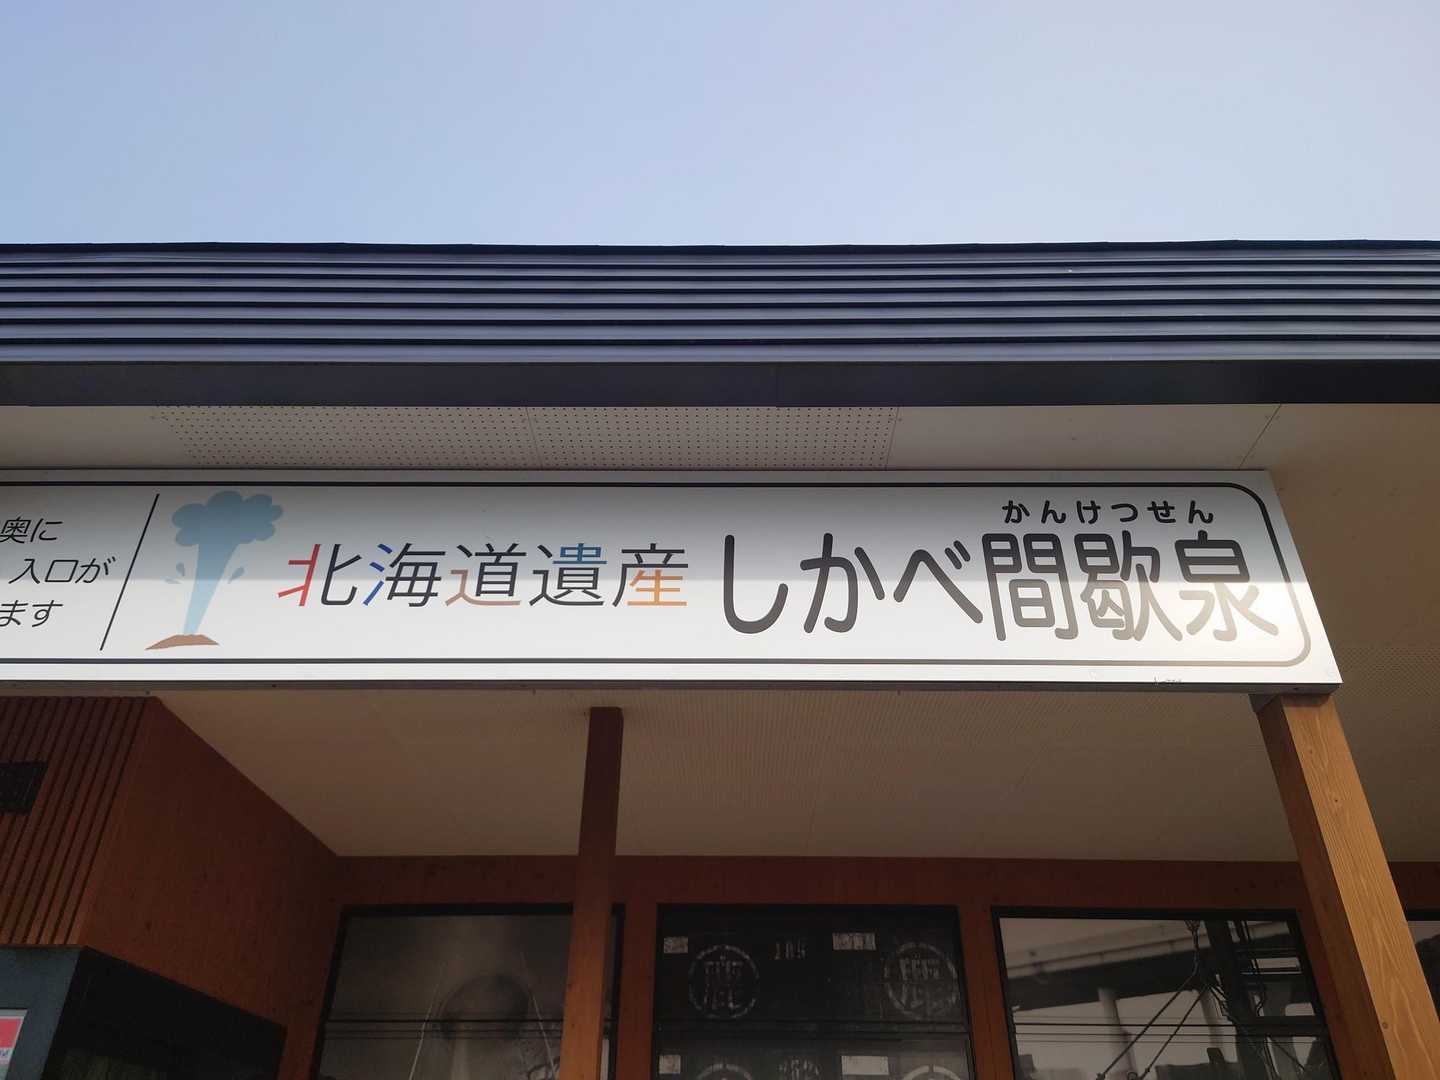 奥に
入口が
ます
北海道遺産
かんけつせん
しかべ間歇泉